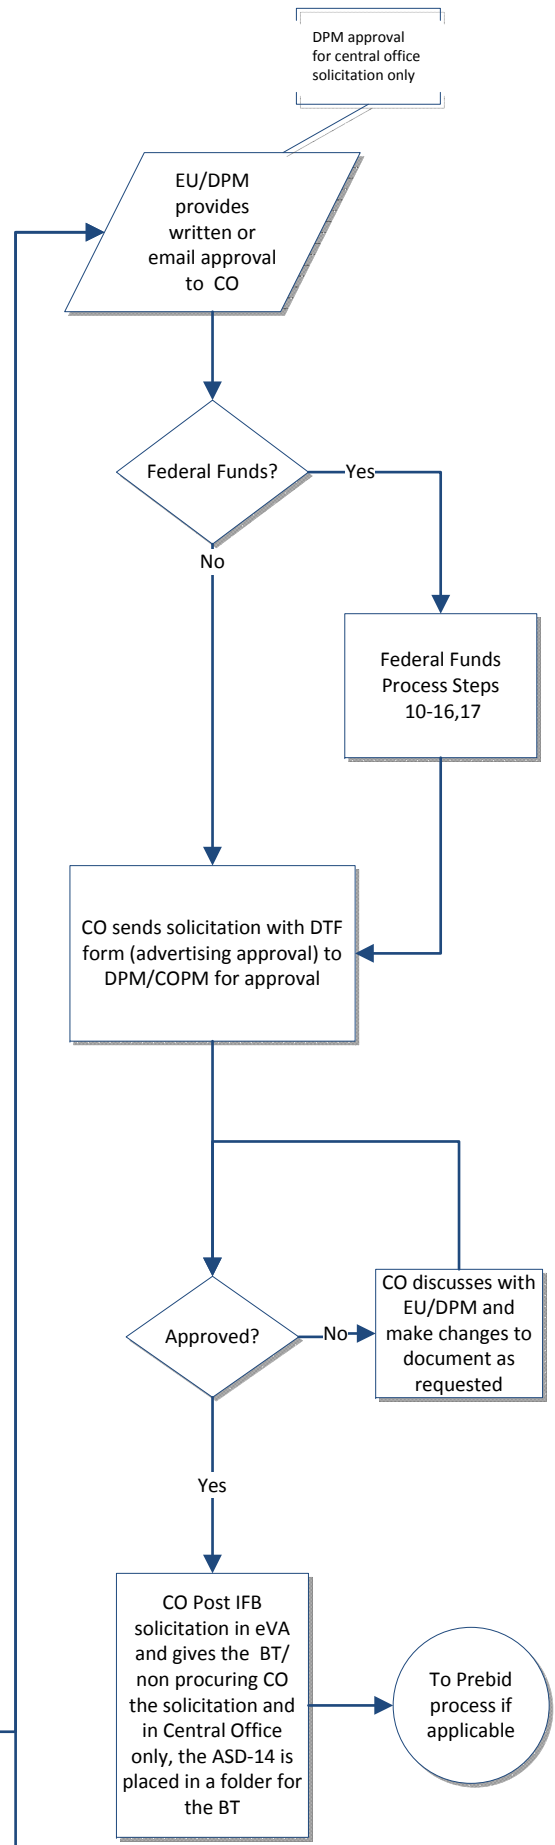 DPM approval
for central office
solicitation only
EU/DPM
provides
written or
email approval
to CO
Federal Funds?
Yes
No
Federal Funds
Process Steps
10-16,17
CO sends solicitation with DTF
form (advertising approval) to
DPM/COPM for approval
Approved?
No
CO discusses with
EU/DPM and
make changes to
document as
requested
Yes
CO Post IFB
solicitation in eVA
and gives the BT/
non procuring CO
the solicitation and
in Central Office
only, the ASD-14 is
placed in a folder for
the BT
To Prebid
process if
applicable